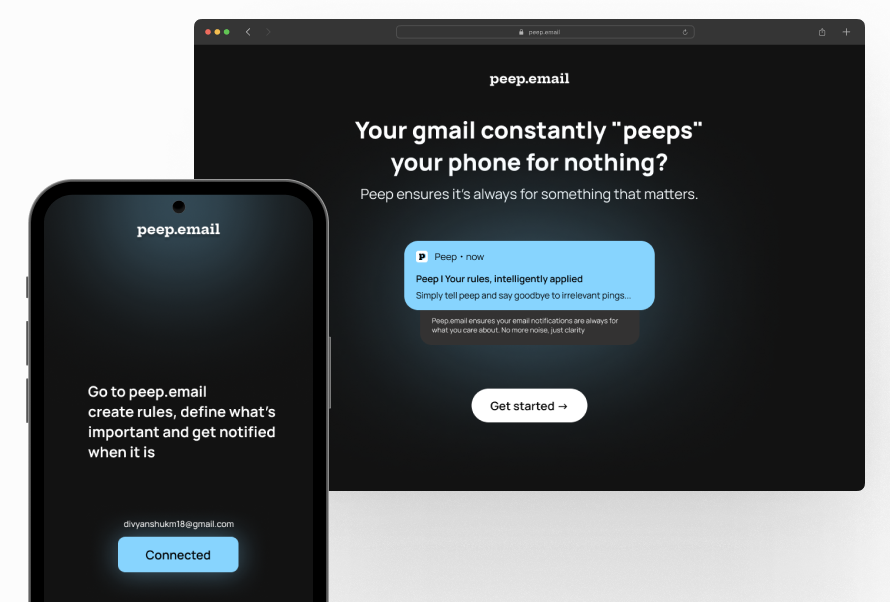 peep.email
peep.email
Your gmail constantly "peeps"
your phone for nothing?
Peep ensures it's always for something that matters.
P Peep • now
Peep | Your rules, intelligently applied
Simply tell peep and say goodbye to irrelevant pings...
Peep.email ensures your email notifications are always for
what you care about. No more noise, just clarity
Get started →
peep.email
Go to peep.email
create rules, define what's
important and get notified
when it is
divyanshukm18@gmail.com
Connected